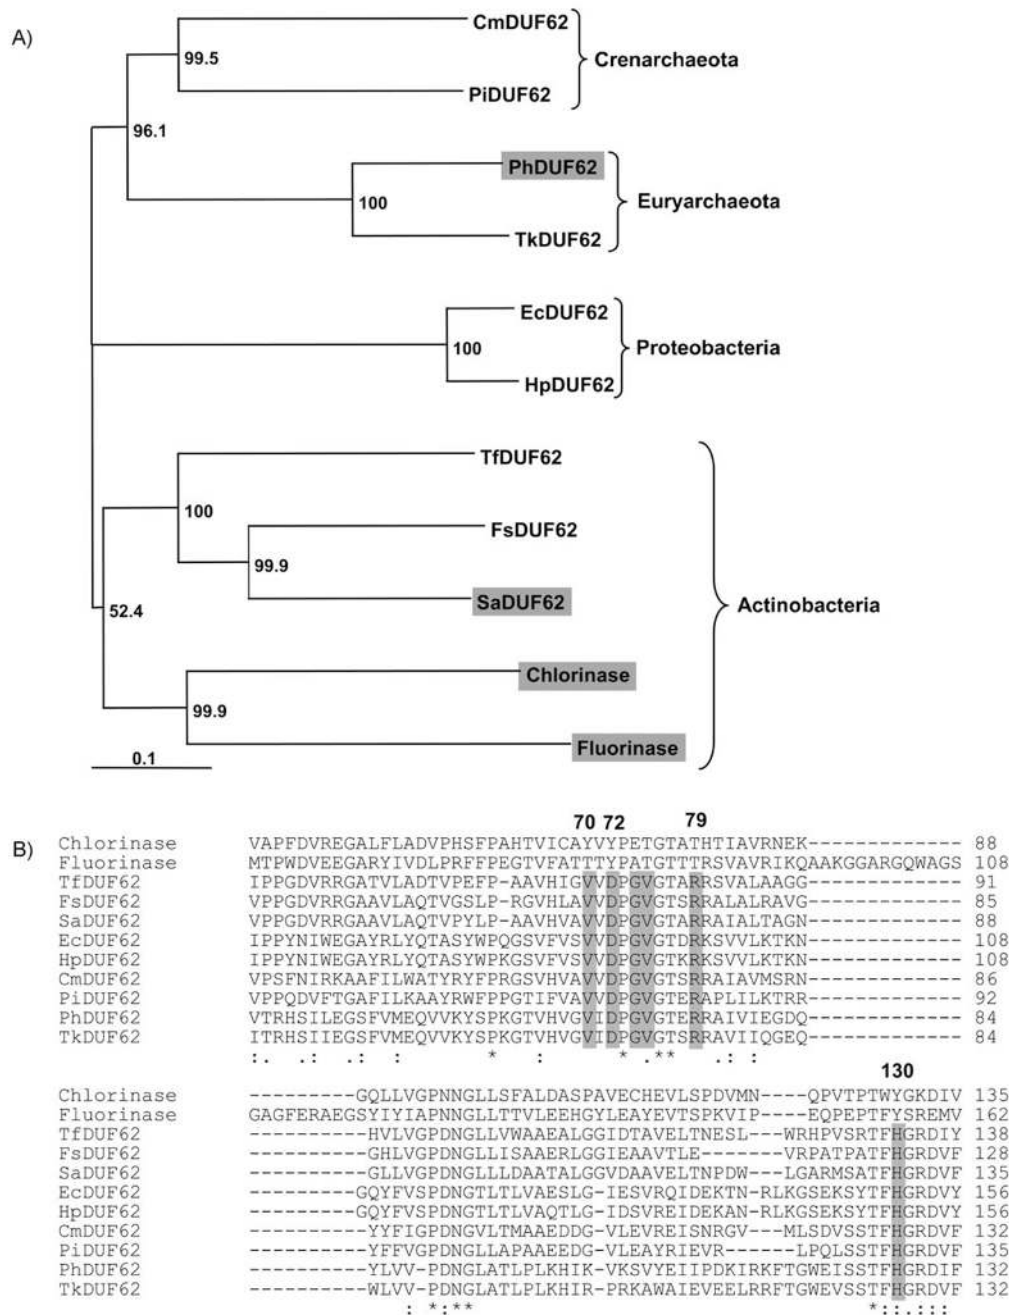 A)
CmDUF62
99.5
Crenarchaeota
PiDUF62
96.1
PhDUF62
100
Euryarchaeota
TkDUF62
EcDUF62
100
Proteobacteria
HpDUF62
TfDUF62
100
FsDUF62
99.9
SaDUF62
52.4
Actinobacteria
Chlorinase
99.9
Fluorinase
0.1
B)
70 72 79
Chlorinase VAPFDVREGALFLADVPHSFPAHTVICAYVYPETGTATHTIAVRNEK------------- 88
Fluorinase MTPWDVEEGARYIVDLPRFFPEGTVFATTTYPATGTTTRSVAVRIKQAAKGGARGQWAGS 108
TfDUF62 IPPGDVRRGATVLADTVPEFP-AAVHIGVVDPGVGTARRSVALAAGG------------- 91
FsDUF62 VPPGDVRRGAAVLAQTVGSLP-RGVHLAVVDPGVGTSRRALALRAVG------------- 85
SaDUF62 VPPGDVRRGAAVLAQTVPYLP-AAVHVAVVDPGVGTARRAIALTAGN------------- 88
EcDUF62 IPPYNIWEGAYRLYQTASYWPQGSVFVSVVDPGVGTDRKSVVLKTKN------------- 108
HpDUF62 IPPYNIWEGAYRLYQTASYWPKGSVFVSVVDPGVGTKRKSVVLKTKN------------- 108
CmDUF62 VPSFNIRKAAFILWATYRYFPRGSVHVAVVDPGVGTSRRAIAVMSRN------------- 86
PiDUF62 VPPQDVFTGAFILKAAYRWFPPGTIFVAVVDPGVGTERAPLILKTRR------------- 92
PhDUF62 VTRHSILEGSFVMEQVVKYSPKGTVHVGVIDPGVGTERRAIVIEGDQ------------- 84
TkDUF62 ITRHSIIEGSFVMEQVVKYSPKGTVHVGVIDPGVGTSRRAVIIQGEQ------------- 84
:. : .: : * : * .** .: :
130
Chlorinase ---------GQLLVGPNNGLLSFALDASPAVECHEVLSPDVMN----QPVTPTWYGKDIV 135
Fluorinase GAGFERAEGSYIYIAPNNGLLTTVLEEHGYLEAYEVTSPKVIP----EQPEPTFYSREMV 162
TfDUF62 ----------HVLVGPDNGLLVWAAEALGGIDTAVELTNESL---WRHPVSRTFHGRDIY 138
FsDUF62 ----------GHLVGPDNGLLISAAERLGGIEAAVTLE-------VRPATPATFHGRDVF 128
SaDUF62 ----------GLLVGPDNGLLLDAATALGGVDAAVELTNPDW---LGARMSATFHGRDVF 135
EcDUF62 ---------GQYFVSPDNGTLTLVAESLG-IESVRQIDEKTN-RLKGSEKSYTFHGRDVY 156
HpDUF62 ---------GQYFVSPDNGTLTLVAQTLG-IDSVREIDEKAN-RLKGSEKSYTFHGRDVY 156
CmDUF62 ----------YYFIGPDNGVLTMAAEDDG-VLEVREISNRGV---MLSDVSSTFHGRDVF 132
PiDUF62 ----------YFFVGPDNGLLAPAAEEDG-VLEAYRIEVR------LPQLSSTFHGRDVF 135
PhDUF62 ----------YLVV-PDNGLATLPLKHIK-VKSVYEIIPDKIRKFTGWEISSTFHGRDIF 132
TkDUF62 ----------WLVV-PDNGLATLPLKRAKAWAIVEEVEELRRFTGWEVSSTFHGRDVF 132
: *:** *::.:::